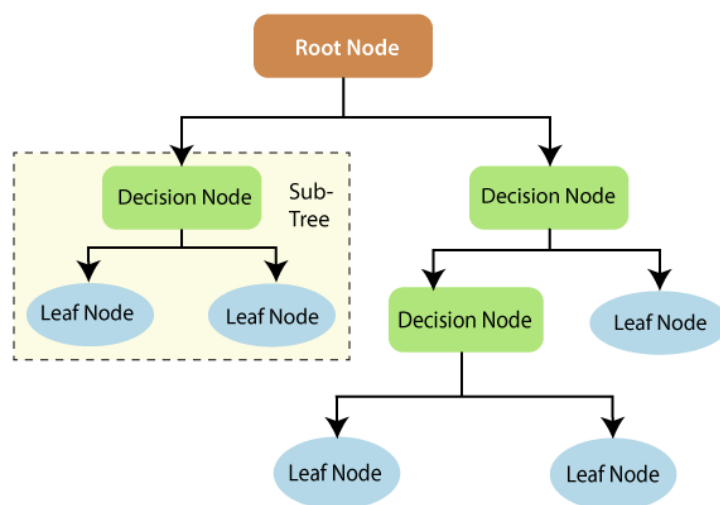 Root Node
Decision Node
Sub-
Tree
Decision Node
Leaf Node
Leaf Node
Decision Node
Leaf Node
Leaf Node
Leaf Node